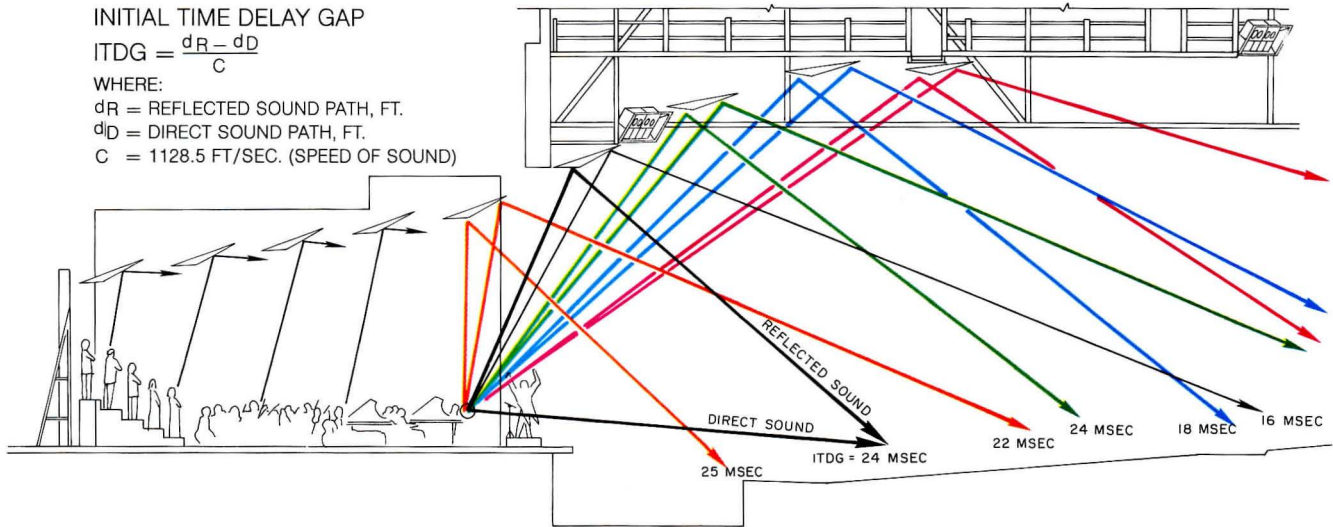 INITIAL TIME DELAY GAP
ITDG = dR – dD
C
WHERE:
dR = REFLECTED SOUND PATH, FT.
dD = DIRECT SOUND PATH, FT.
C = 1128.5 FT/SEC. (SPEED OF SOUND)
REFLECTED SOUND
DIRECT SOUND
16 MSEC
24 MSEC
18 MSEC
22 MSEC
ITDG = 24 MSEC
25 MSEC